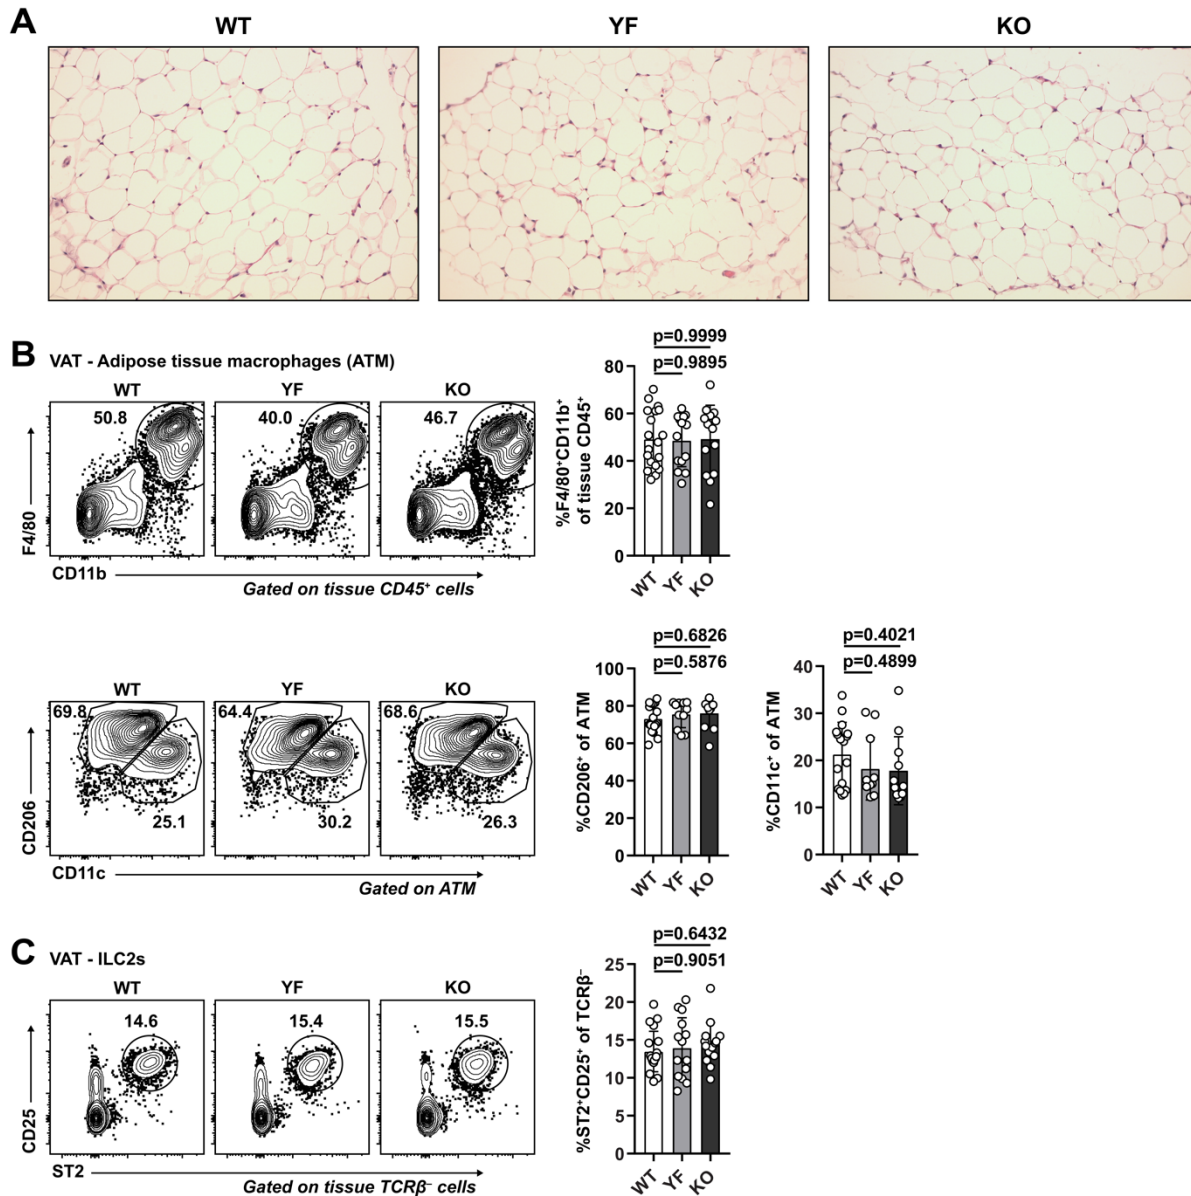 A
WT YF KO
B VAT - Adipose tissue macrophages (ATM)
WT YF KO
50.8 40.0 46.7
F4/80
CD11b
Gated on tissue CD45⁺ cells
p=0.9999
p=0.9895
%F4/80⁺CD11b⁺
of tissue CD45⁺
80
60
40
20
0
WT YF KO
WT YF KO
69.8 64.4 68.6
25.1 30.2 26.3
CD206
CD11c
Gated on ATM
p=0.6826
p=0.5876
%CD206⁺ of ATM
100
80
60
40
20
0
WT YF KO
p=0.4021
p=0.4899
%CD11c⁺ of ATM
40
30
20
10
0
WT YF KO
C VAT - ILC2s
WT YF KO
14.6 15.4 15.5
CD25
ST2
Gated on tissue TCRβ⁻ cells
p=0.6432
p=0.9051
%ST2⁺CD25⁺ of TCRβ⁻
25
20
15
10
5
0
WT YF KO